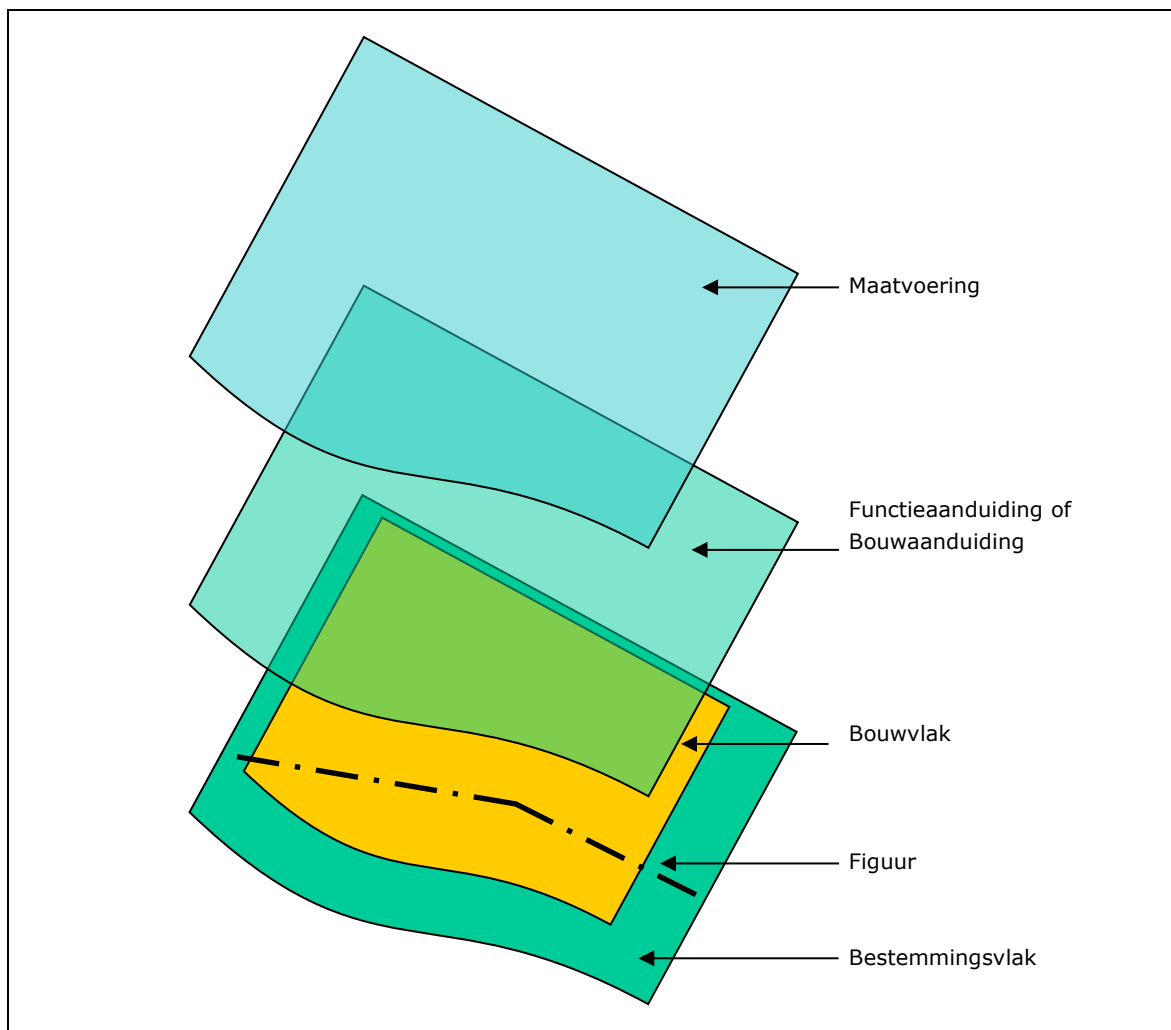 Maatvoering
Functieaanduiding of
Bouwaanduiding
Bouwvlak
Figuur
Bestemmingsvlak